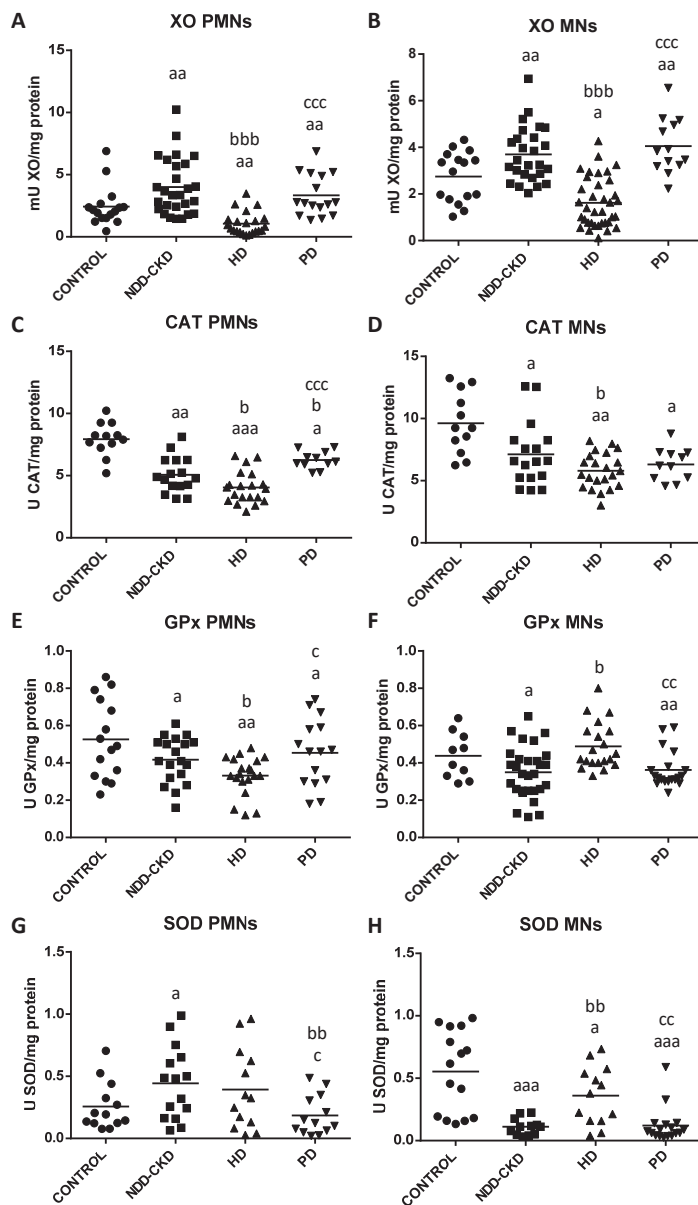 A
XO PMNs
mU XO/mg protein
15
10
5
0
aa
bbb
aa
ccc
aa
CONTROL
NDD-CKD
HD
PD
B
XO MNs
mU XO/mg protein
8
6
4
2
0
aa
bbb
a
ccc
aa
CONTROL
NDD-CKD
HD
PD
C
CAT PMNs
U CAT/mg protein
15
10
5
0
aa
b
aaa
ccc
b
a
CONTROL
NDD-CKD
HD
PD
D
CAT MNs
U CAT/mg protein
15
10
5
0
a
b
aa
a
CONTROL
NDD-CKD
HD
PD
E
GPx PMNs
U GPx/mg protein
1.0
0.8
0.6
0.4
0.2
0.0
a
b
aa
c
a
CONTROL
NDD-CKD
HD
PD
F
GPx MNs
U GPx/mg protein
1.0
0.8
0.6
0.4
0.2
0.0
a
b
cc
aa
CONTROL
NDD-CKD
HD
PD
G
SOD PMNs
U SOD/mg protein
1.5
1.0
0.5
0.0
a
bb
c
CONTROL
NDD-CKD
HD
PD
H
SOD MNs
U SOD/mg protein
1.5
1.0
0.5
0.0
aaa
bb
a
cc
aaa
CONTROL
NDD-CKD
HD
PD